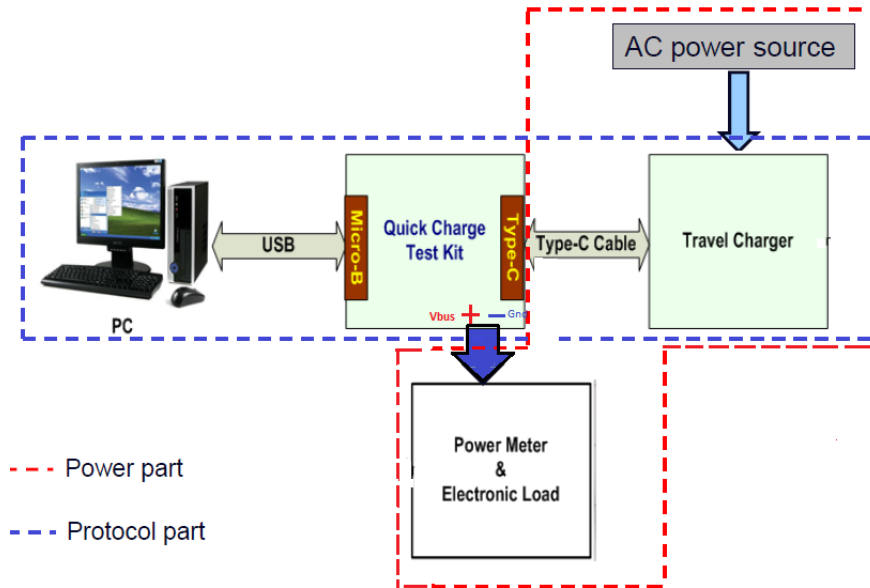 AC power source
Micro-B
Quick Charge
Test Kit
Type-C
USB
Type-C Cable
Travel Charger
Vbus
Gnd
PC
Power Meter
&
Electronic Load
Power part
Protocol part